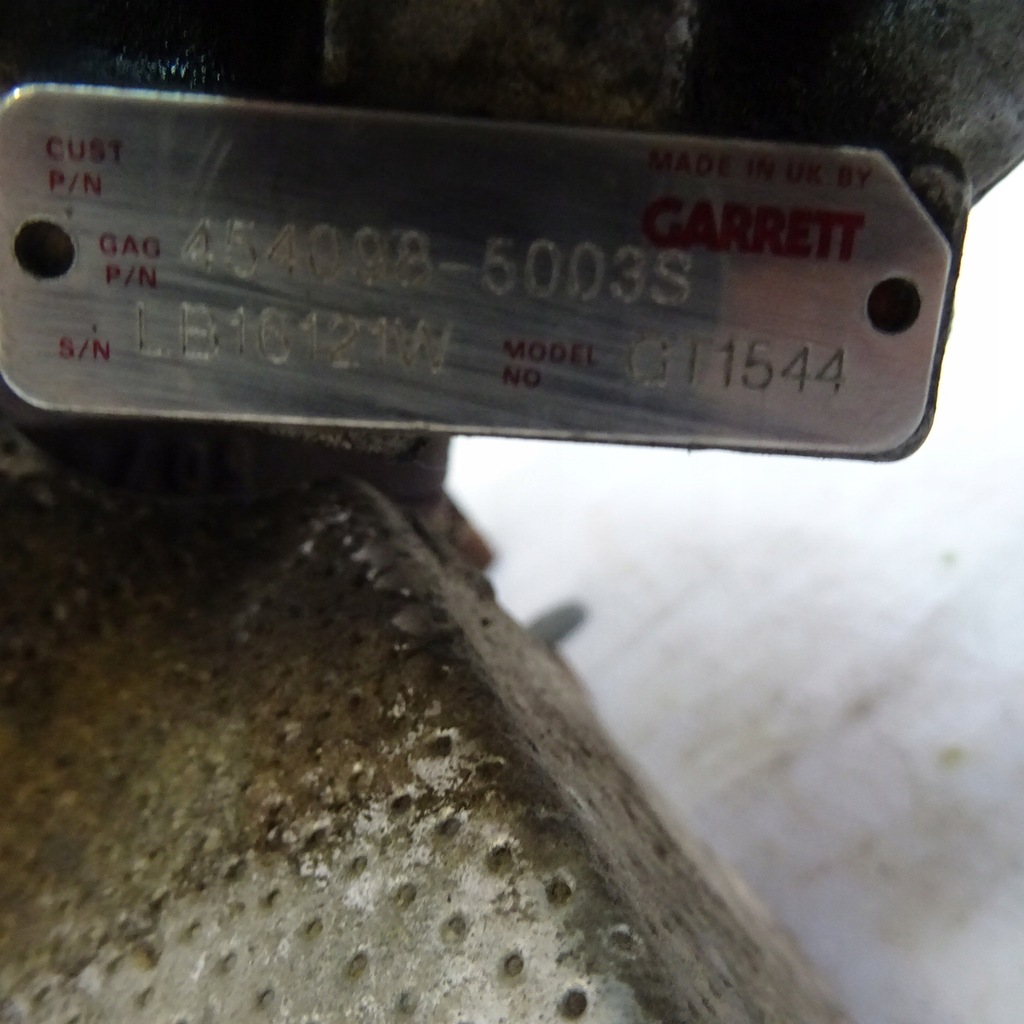 CUST P/N
MADE IN UK BY
GARRETT
GAG P/N 454098-5003S
S/N LB16121W MODEL NO GT1544